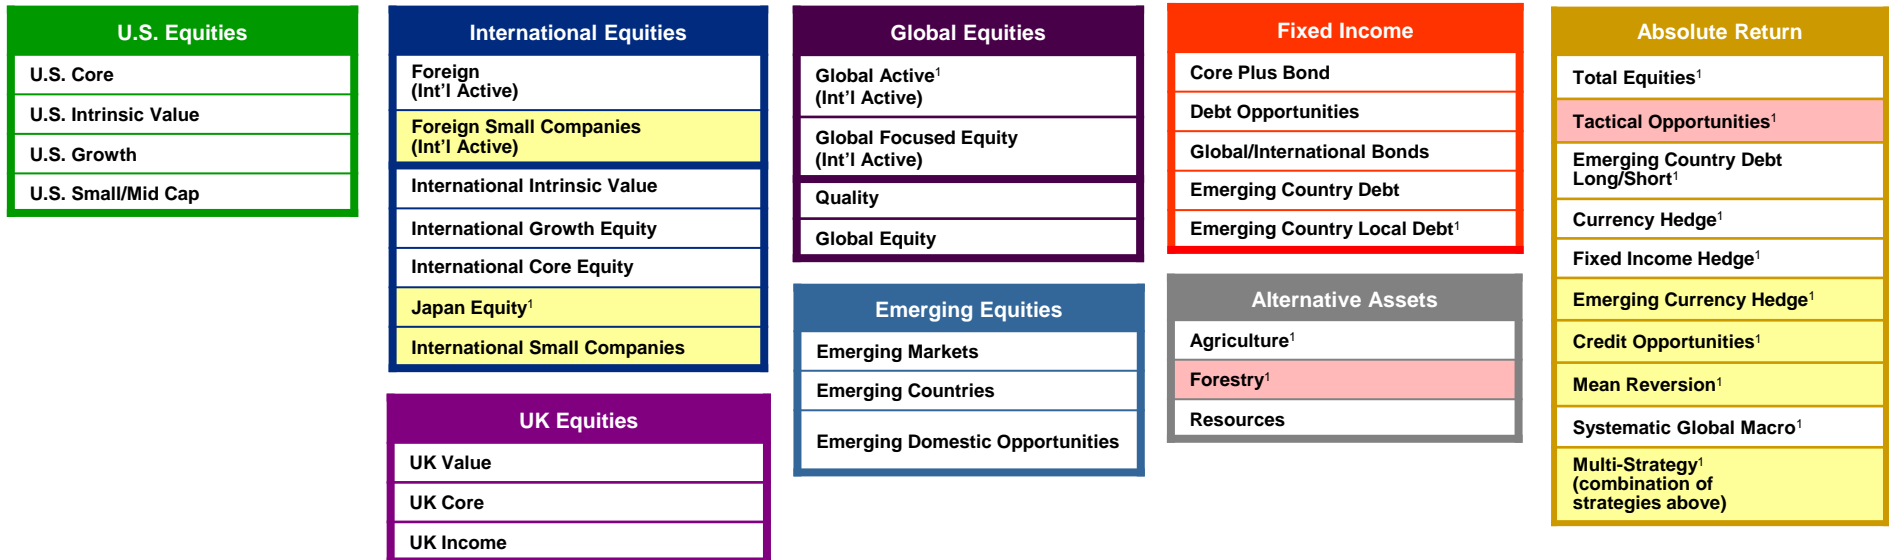 U.S. Equities
U.S. Core
U.S. Intrinsic Value
U.S. Growth
U.S. Small/Mid Cap
International Equities
Foreign
(Int'l Active)
Foreign Small Companies
(Int'l Active)
International Intrinsic Value
International Growth Equity
International Core Equity
Japan Equity¹
International Small Companies
UK Equities
UK Value
UK Core
UK Income
Global Equities
Global Active¹
(Int'l Active)
Global Focused Equity
(Int'l Active)
Quality
Global Equity
Emerging Equities
Emerging Markets
Emerging Countries
Emerging Domestic Opportunities
Fixed Income
Core Plus Bond
Debt Opportunities
Global/International Bonds
Emerging Country Debt
Emerging Country Local Debt¹
Alternative Assets
Agriculture¹
Forestry¹
Resources
Absolute Return
Total Equities¹
Tactical Opportunities¹
Emerging Country Debt
Long/Short¹
Currency Hedge¹
Fixed Income Hedge¹
Emerging Currency Hedge¹
Credit Opportunities¹
Mean Reversion¹
Systematic Global Macro¹
Multi-Strategy¹
(combination of
strategies above)